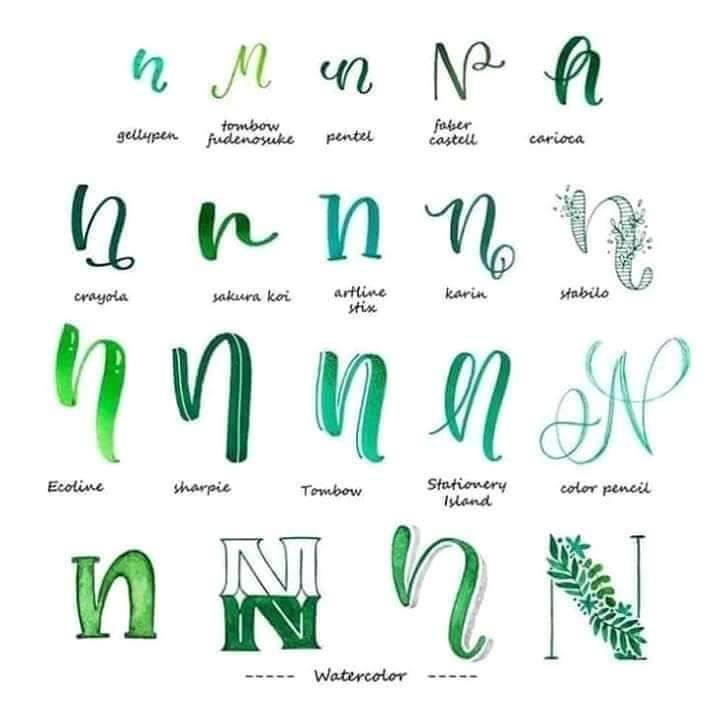 n M n N n
gellypen tombow fudenosuke pentel faber castell carioca
n n n n n
crayola sakura koi artline stix karin stabilo
n n n n N
Ecoline sharpie Tombow Stationery Island color pencil
n N n N
----- Watercolor -----